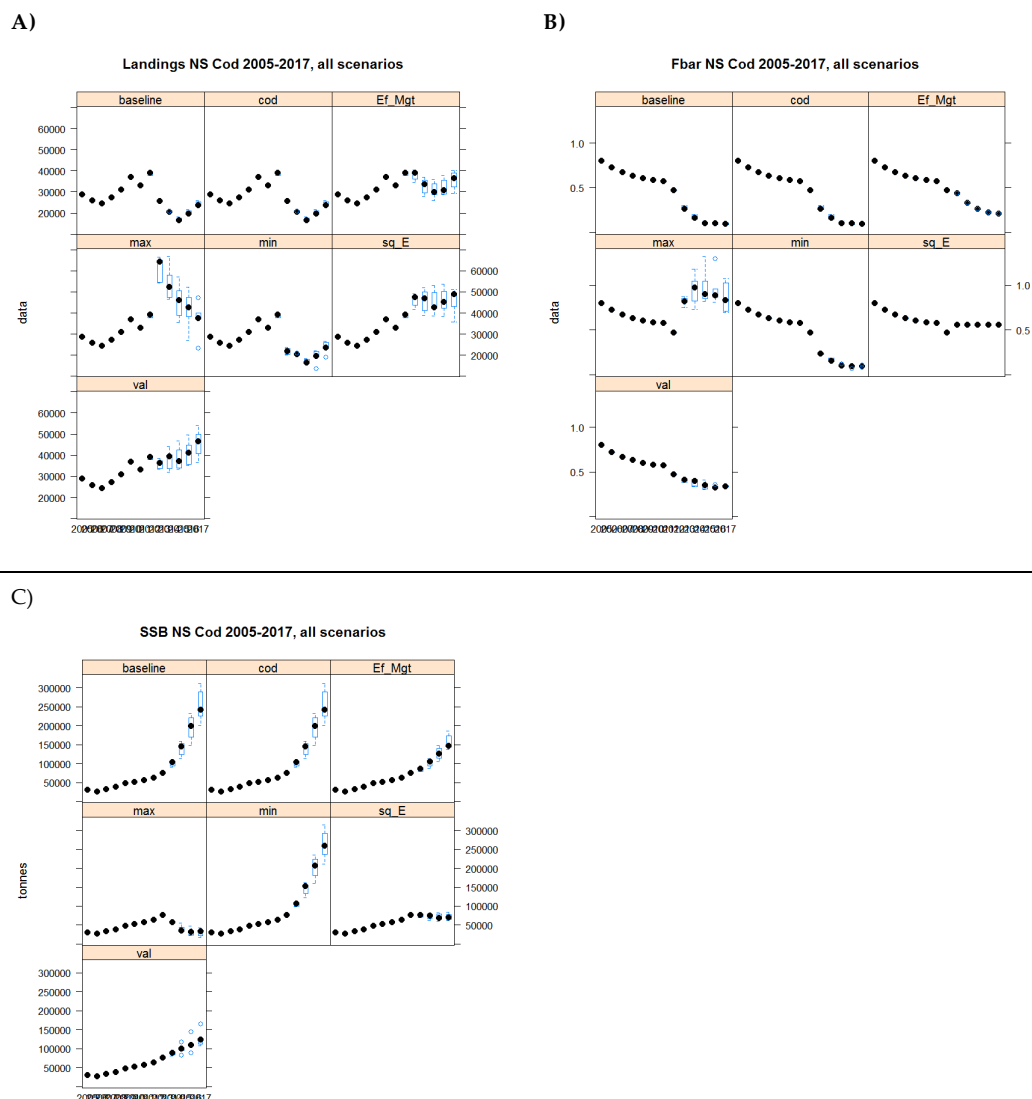 A)
B)
Landings NS Cod 2005-2017, all scenarios
baseline cod Ef_Mgt
60000
50000
40000
30000
20000
max min sq_E
60000
50000
40000
30000
20000
val
60000
50000
40000
30000
20000
data
Fbar NS Cod 2005-2017, all scenarios
baseline cod Ef_Mgt
1.0
0.5
max min sq_E
1.0
0.5
val
1.0
0.5
data
C)
SSB NS Cod 2005-2017, all scenarios
baseline cod Ef_Mgt
300000
250000
200000
150000
100000
50000
max min sq_E
300000
250000
200000
150000
100000
50000
val
300000
250000
200000
150000
100000
50000
tonnes